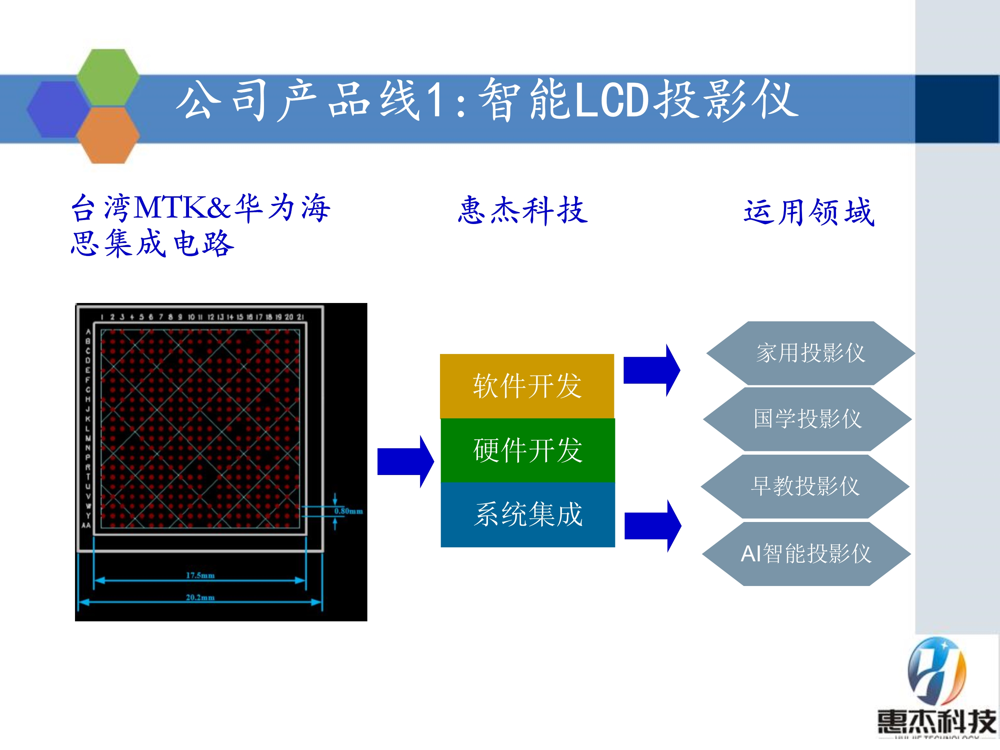 公司产品线1:智能LCD投影仪
台湾MTK&华为海
思集成电路
惠杰科技
运用领域
1 2 3 4 5 6 7 8 9 10 11 12 13 14 15 16 17 18 19 20 21
A
B
C
D
E
F
G
H
J
K
L
M
N
P
R
T
U
V
W
Y
AA
0.80mm
17.5mm
20.2mm
软件开发
硬件开发
系统集成
家用投影仪
国学投影仪
早教投影仪
AI智能投影仪
惠杰科技
HUIJIE TECHNOLOGY